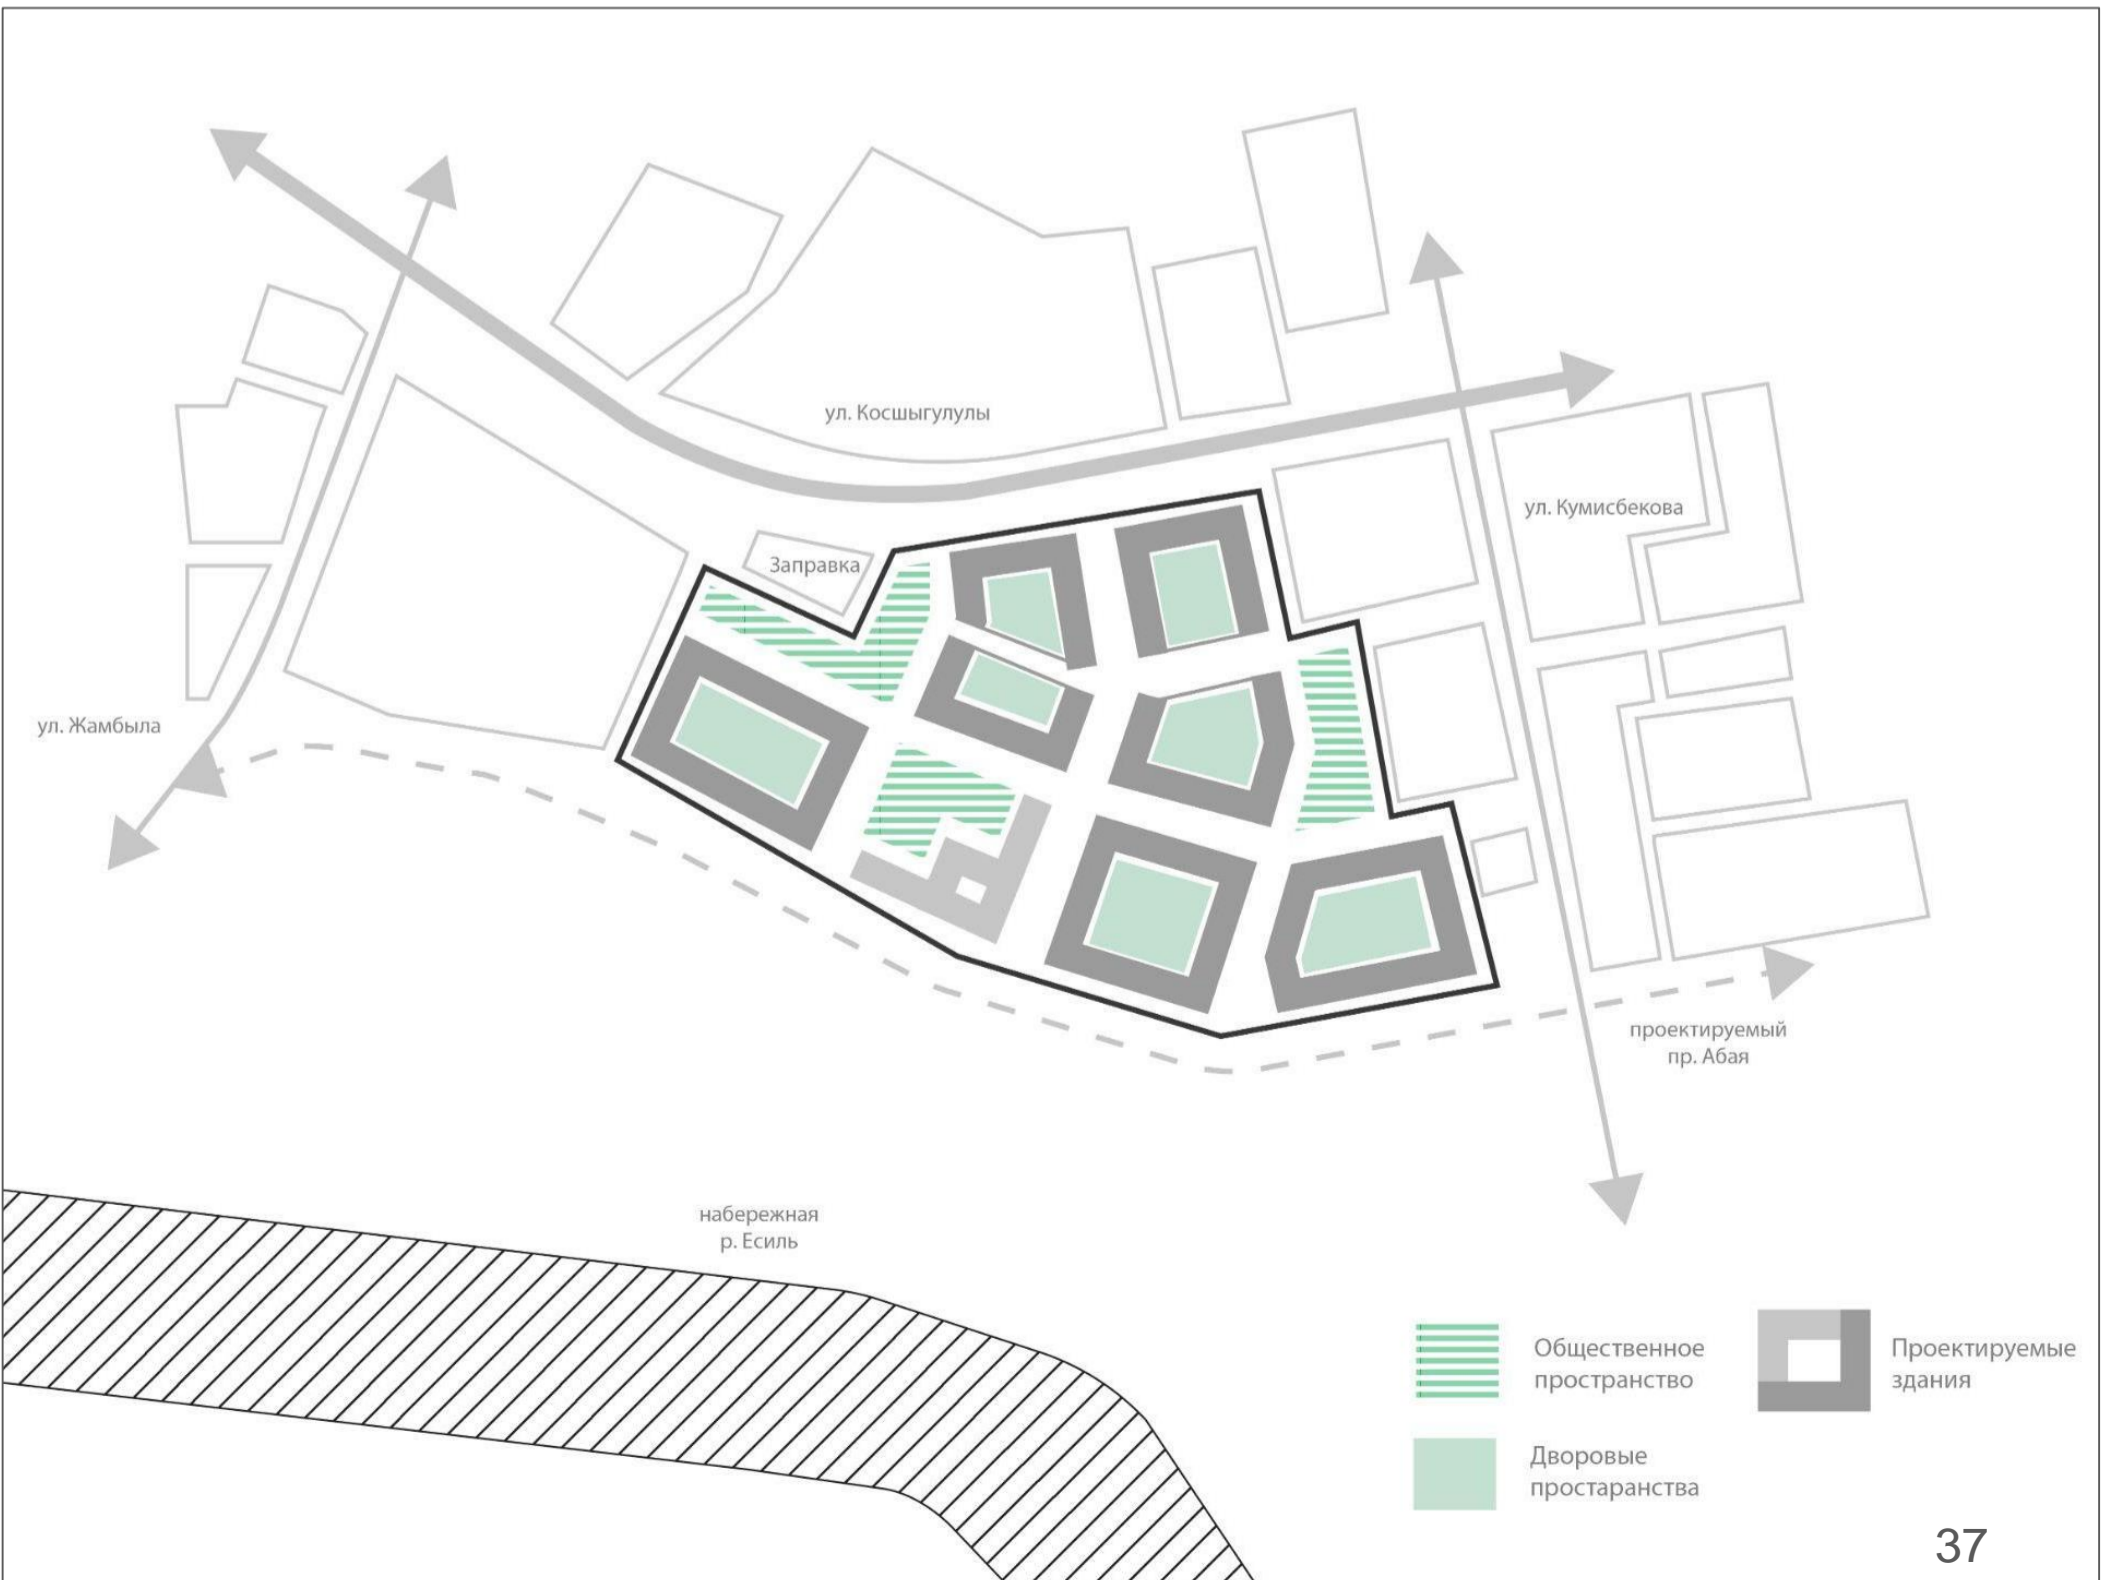 ул. Косшыгулулы
ул. Кумисбекова
Заправка
ул. Жамбыла
проектируемый
пр. Абая
набережная
р. Есиль
Общественное
пространство
Проектируемые
здания
Дворовые
простаранства
37